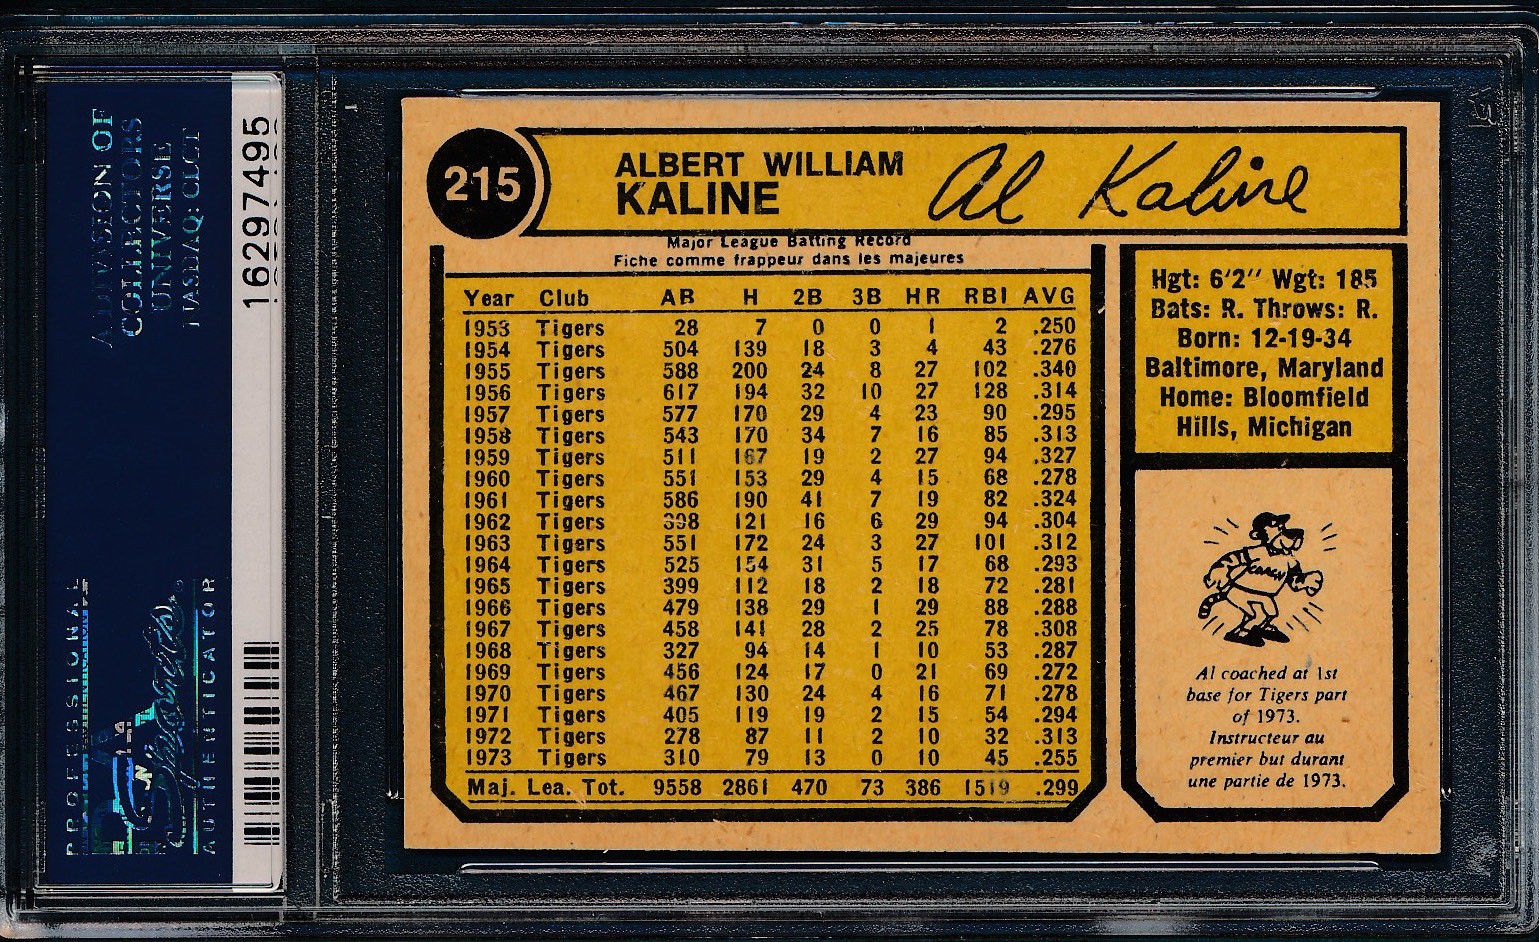 A DIVISION OF
COLLECTORS
UNIVERSE
NASDAQ: CLCT
16297495
PROFESSIONAL
AUTHENTICATOR
215
ALBERT WILLIAM
KALINE
Al Kaline
Major League Batting Record
Fiche comme frappeur dans les majeures
Year Club AB H 2B 3B HR RBI AVG
1953 Tigers 28 7 0 0 1 2 .250
1954 Tigers 504 139 18 3 4 43 .276
1955 Tigers 588 200 24 8 27 102 .340
1956 Tigers 617 194 32 10 27 128 .314
1957 Tigers 577 170 29 4 23 90 .295
1958 Tigers 543 170 34 7 16 85 .313
1959 Tigers 511 167 19 2 27 94 .327
1960 Tigers 551 153 29 4 15 68 .278
1961 Tigers 586 190 41 7 19 82 .324
1962 Tigers 398 121 16 6 29 94 .304
1963 Tigers 551 172 24 3 27 101 .312
1964 Tigers 525 154 31 5 17 68 .293
1965 Tigers 399 112 18 2 18 72 .281
1966 Tigers 479 138 29 1 29 88 .288
1967 Tigers 458 141 28 2 25 78 .308
1968 Tigers 327 94 14 1 10 53 .287
1969 Tigers 456 124 17 0 21 69 .272
1970 Tigers 467 130 24 4 16 71 .278
1971 Tigers 405 119 19 2 15 54 .294
1972 Tigers 278 87 11 2 10 32 .313
1973 Tigers 310 79 13 0 10 45 .255
Maj. Lea. Tot. 9558 2861 470 73 386 1519 .299
Hgt: 6'2" Wgt: 185
Bats: R. Throws: R.
Born: 12-19-34
Baltimore, Maryland
Home: Bloomfield
Hills, Michigan
COACH
Al coached at 1st
base for Tigers part
of 1973.
Instructeur au
premier but durant
une partie de 1973.